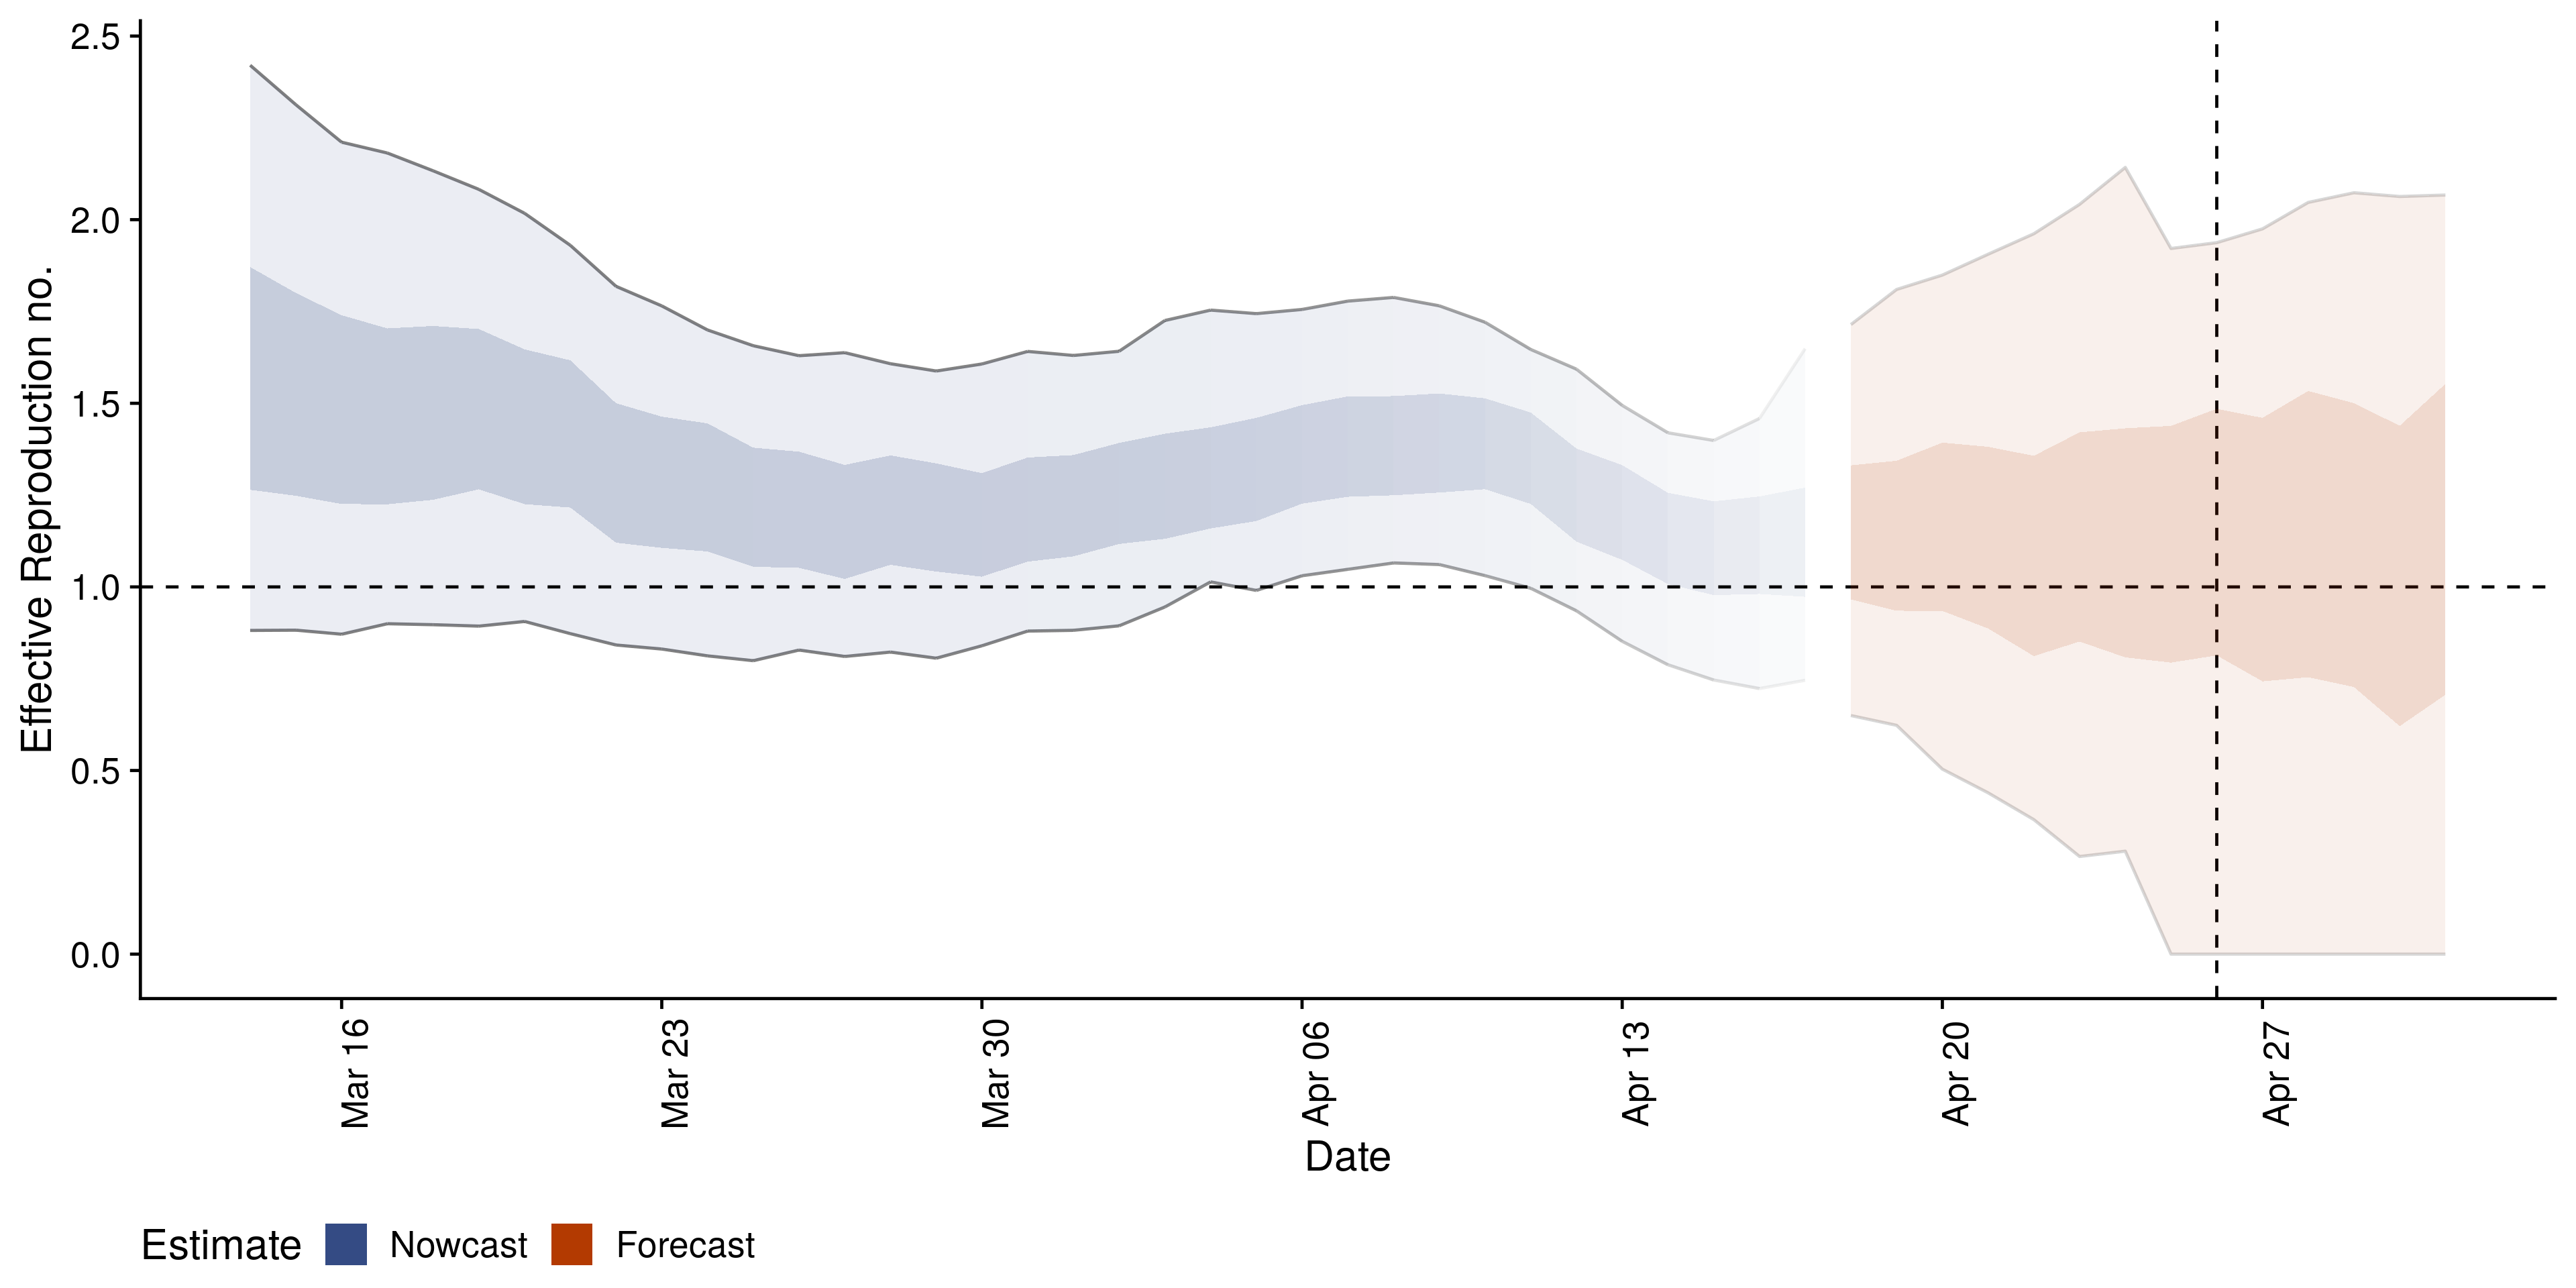 Effective Reproduction no.
2.5
2.0
1.5
1.0
0.5
0.0
Mar 16
Mar 23
Mar 30
Apr 06
Apr 13
Apr 20
Apr 27
Date
Estimate Nowcast Forecast